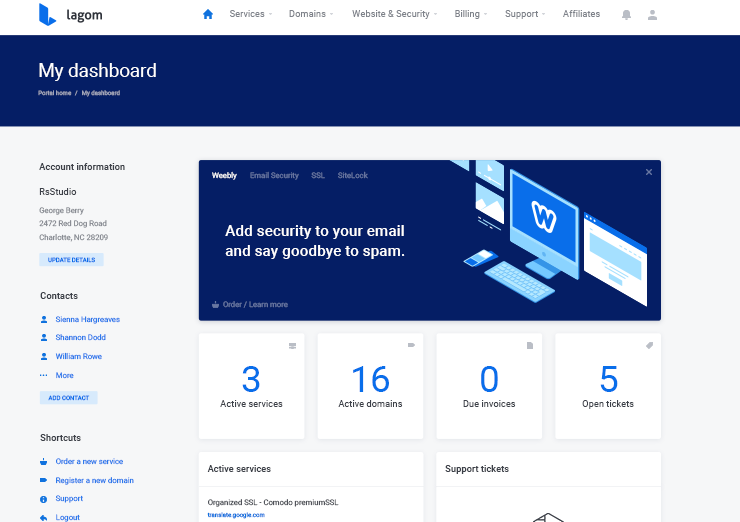 lagom
Services
Domains
Website & Security
Billing
Support
Affiliates
My dashboard
Portal home / My dashboard
Account information
RsStudio
George Berry
2472 Red Dog Road
Charlotte, NC 28209
UPDATE DETAILS
Contacts
Sienna Hargreaves
Shannon Dodd
William Rowe
More
ADD CONTACT
Shortcuts
Order a new service
Register a new domain
Support
Logout
Weebly
Email Security
SSL
SiteLock
Add security to your email
and say goodbye to spam.
Order / Learn more
3
Active services
16
Active domains
0
Due invoices
5
Open tickets
Active services
Organized SSL - Comodo premiumSSL
translate.google.com
Support tickets